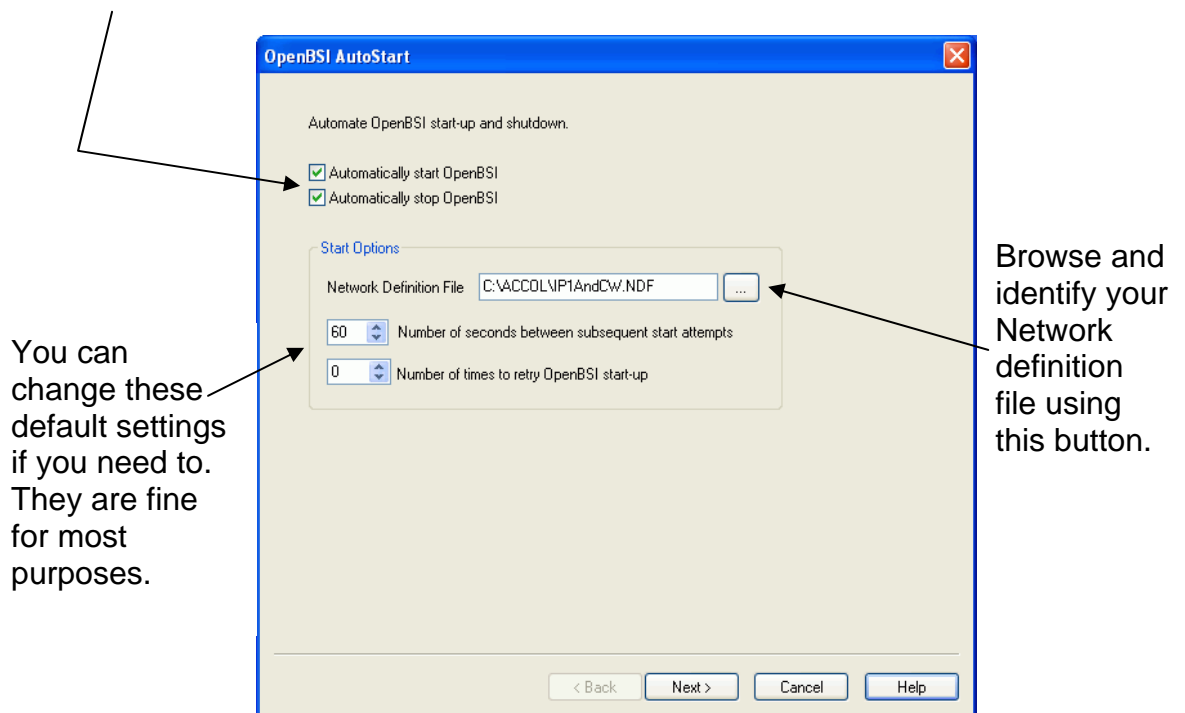 OpenBSI AutoStart
Automate OpenBSI start-up and shutdown.
Automatically start OpenBSI
Automatically stop OpenBSI
Start Options
Network Definition File C:\ACCOL\IP1AndCW.NDF ...
60 Number of seconds between subsequent start attempts
0 Number of times to retry OpenBSI start-up
You can
change these
default settings
if you need to.
They are fine
for most
purposes.
Browse and
identify your
Network
definition
file using
this button.
< Back Next > Cancel Help